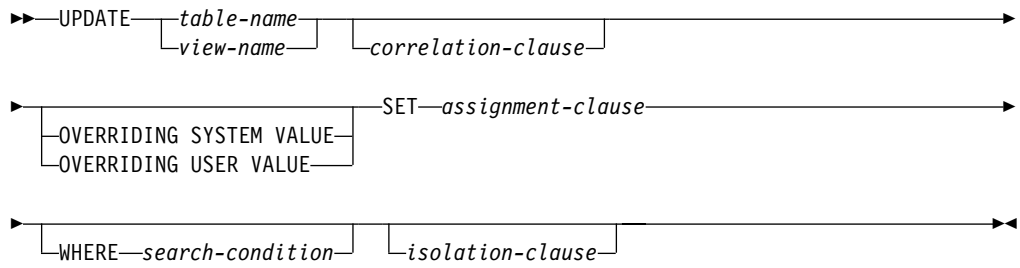 UPDATE table-name
view-name correlation-clause
SET assignment-clause
OVERRIDING SYSTEM VALUE
OVERRIDING USER VALUE
WHERE search-condition isolation-clause